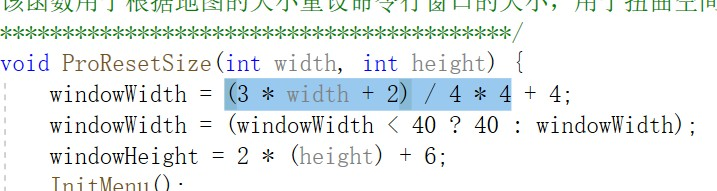 该函数用于根据地图的大小重设命令行窗口的大小，用于扭曲空间
*****************************************/
void ProResetSize(int width, int height) {
windowWidth = (3 * width + 2) / 4 * 4 + 4;
windowWidth = (windowWidth < 40 ? 40 : windowWidth);
windowHeight = 2 * (height) + 6;
InitMenu();